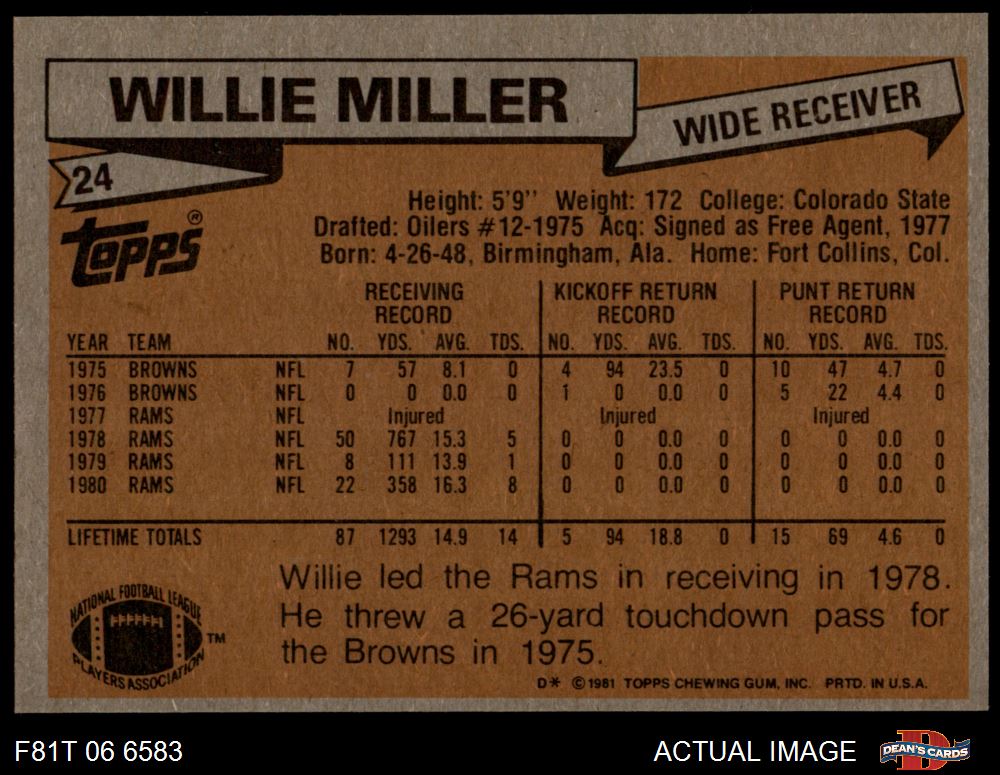 WILLIE MILLER
WIDE RECEIVER
24
Topps®
Height: 5'9" Weight: 172 College: Colorado State
Drafted: Oilers #12-1975 Acq: Signed as Free Agent, 1977
Born: 4-26-48, Birmingham, Ala. Home: Fort Collins, Col.
RECEIVING RECORD KICKOFF RETURN RECORD PUNT RETURN RECORD
YEAR TEAM NO. YDS. AVG. TDS. NO. YDS. AVG. TDS. NO. YDS. AVG. TDS.
1975 BROWNS NFL 7 57 8.1 0 4 94 23.5 0 10 47 4.7 0
1976 BROWNS NFL 0 0 0.0 0 1 0 0.0 0 5 22 4.4 0
1977 RAMS NFL Injured Injured Injured
1978 RAMS NFL 50 767 15.3 5 0 0 0.0 0 0 0 0.0 0
1979 RAMS NFL 8 111 13.9 1 0 0 0.0 0 0 0 0.0 0
1980 RAMS NFL 22 358 16.3 8 0 0 0.0 0 0 0 0.0 0
LIFETIME TOTALS 87 1293 14.9 14 5 94 18.8 0 15 69 4.6 0
Willie led the Rams in receiving in 1978.
He threw a 26-yard touchdown pass for
the Browns in 1975.
NATIONAL FOOTBALL LEAGUE
PLAYERS ASSOCIATION
TM
D* ©1981 TOPPS CHEWING GUM, INC. PRTD. IN U.S.A.
F81T 06 6583
ACTUAL IMAGE
D
DEAN'S CARDS